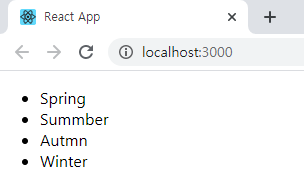 React App
localhost:3000
Spring
Summber
Autmn
Winter